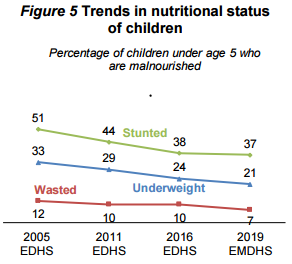 Figure 5 Trends in nutritional status
of children
Percentage of children under age 5 who
are malnourished
51
44
38
37
Stunted
33
29
24
21
Wasted
Underweight
12
10
10
7
2005
EDHS
2011
EDHS
2016
EDHS
2019
EMDHS